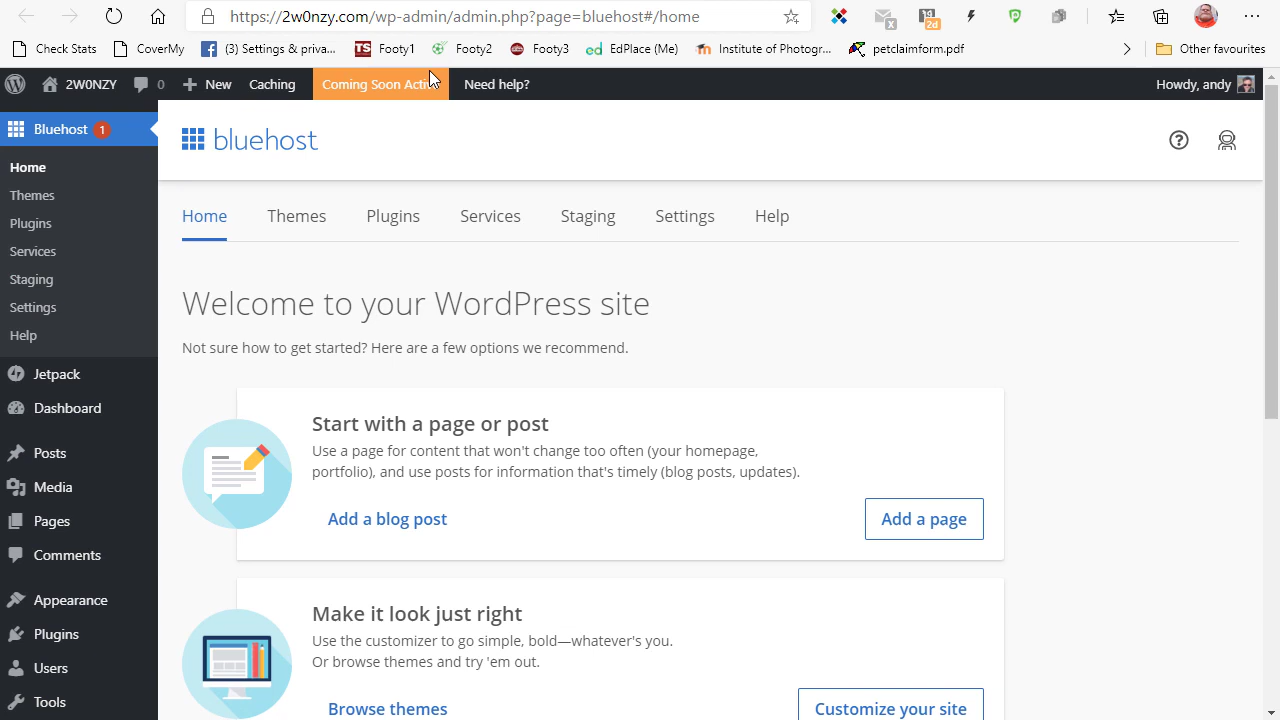 https://2w0nzy.com/wp-admin/admin.php?page=bluehost#/home
x
2d
Check Stats
CoverMy
(3) Settings & priva...
TS
Footy1
Footy2
Footy3
ed
EdPlace (Me)
Institute of Photogr...
petclaimform.pdf
Other favourites
2W0NZY
0
New
Caching
Coming Soon
Need help?
Howdy, andy
Bluehost 1
bluehost
Home
Themes
Plugins
Services
Staging
Settings
Help
Home
Themes
Plugins
Services
Staging
Settings
Help
Jetpack
Dashboard
Posts
Media
Pages
Comments
Appearance
Plugins
Users
Tools
Welcome to your WordPress site
Not sure how to get started? Here are a few options we recommend.
Start with a page or post
Use a page for content that won't change too often (your homepage,
portfolio), and use posts for information that's timely (blog posts, updates).
Add a blog post
Add a page
Make it look just right
Use the customizer to go simple, bold—whatever's you.
Or browse themes and try 'em out.
Browse themes
Customize your site